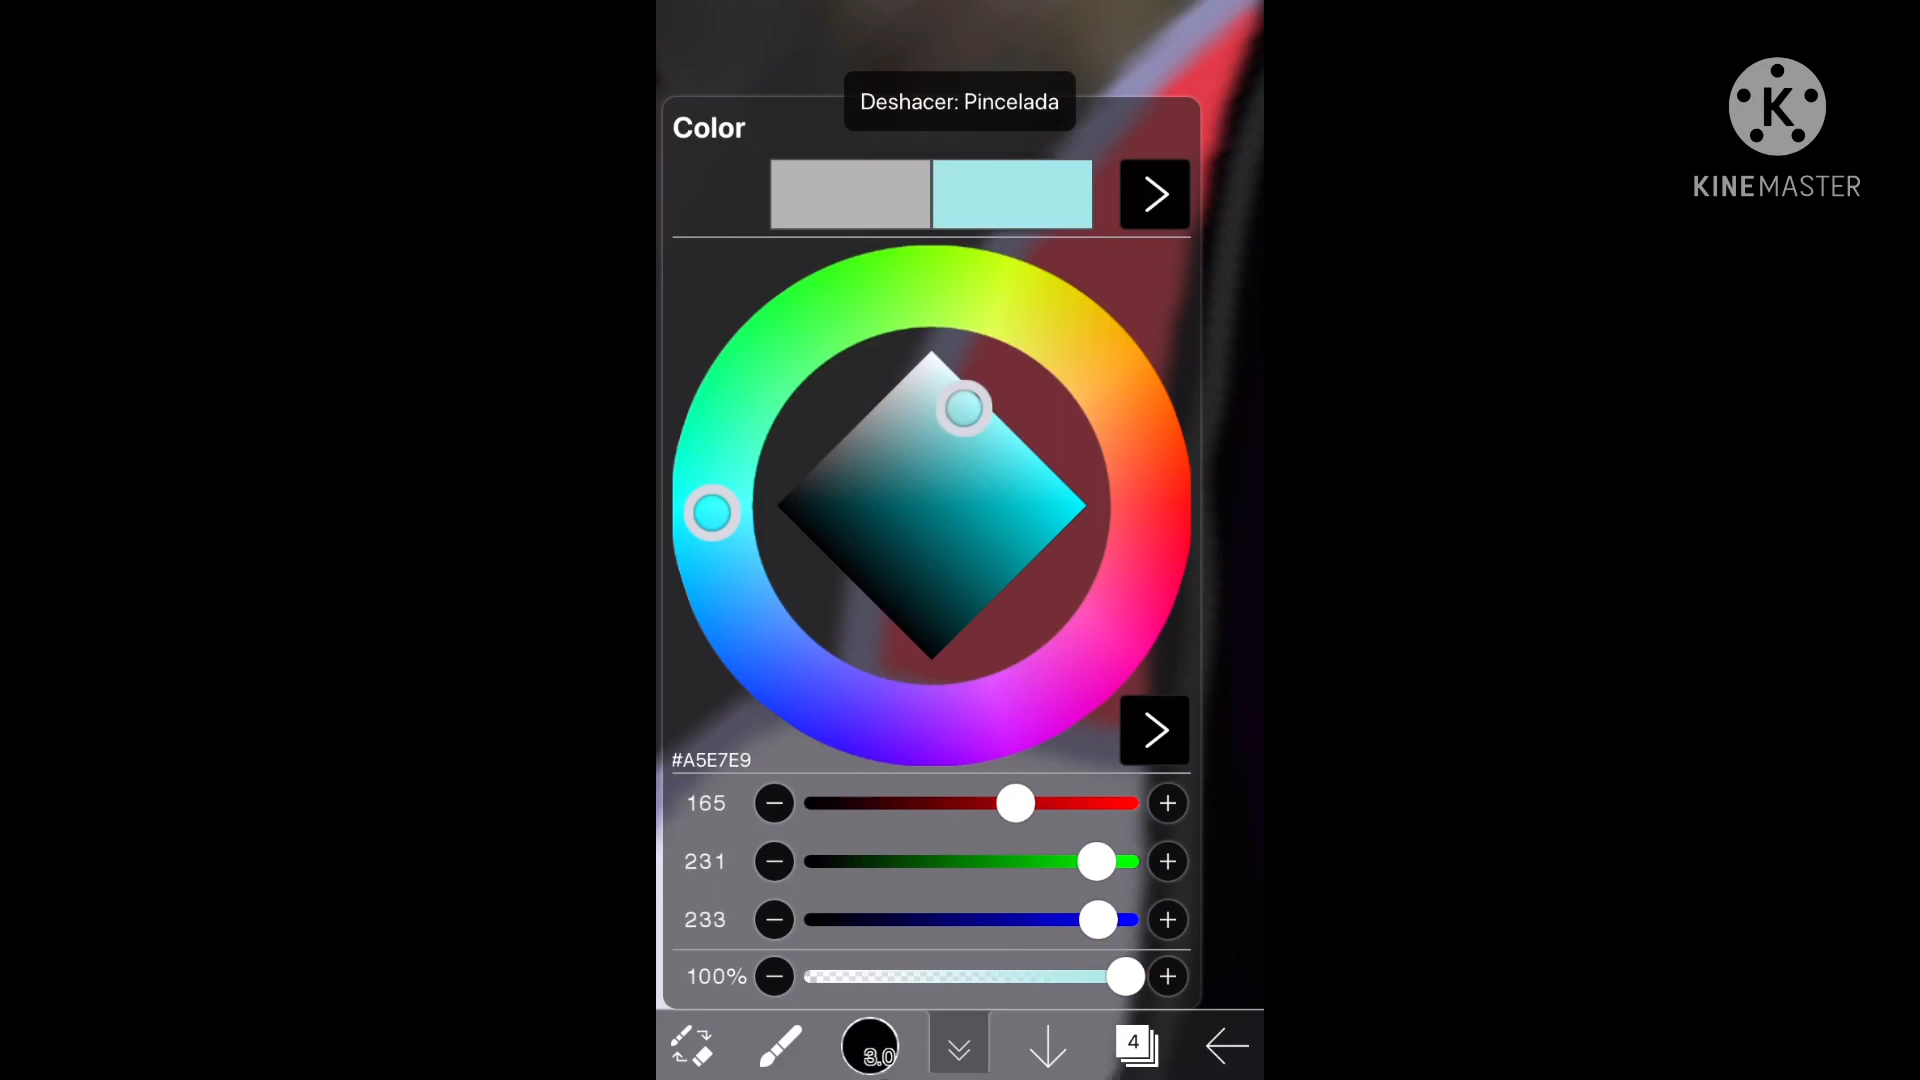 Deshacer: Pincelada
Color
K
KINEMASTER
#A5E7E9
165
231
233
100%
3.0
4